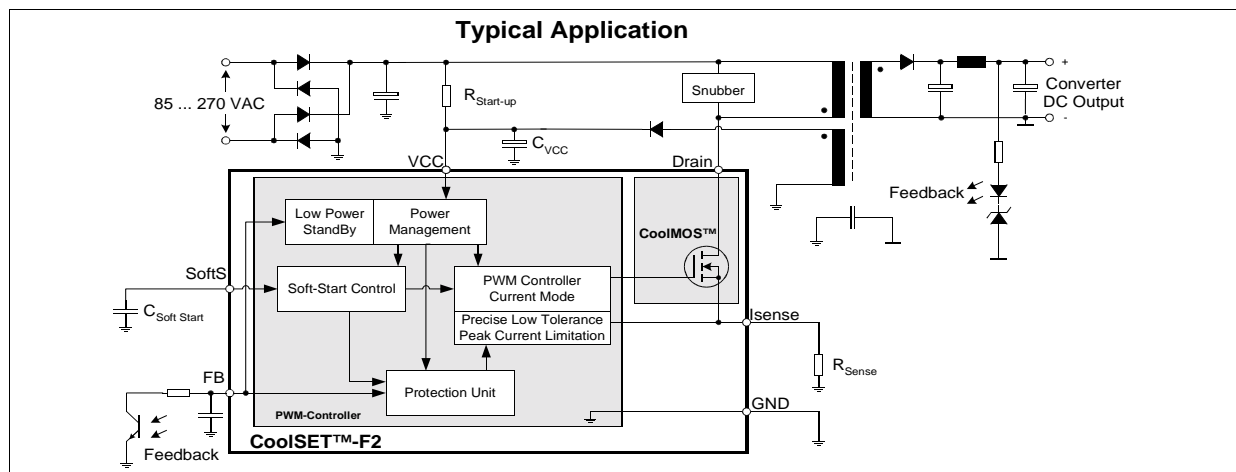 Typical Application
85 ... 270 VAC
RStart-up
Snubber
+
Converter
DC Output
-
CVCC
VCC
Drain
Feedback
Low Power
StandBy
Power
Management
CoolMOS™
SoftS
CSoft Start
Soft-Start Control
PWM Controller
Current Mode
Precise Low Tolerance
Peak Current Limitation
Isense
RSense
FB
Protection Unit
GND
PWM-Controller
Feedback
CoolSET™-F2